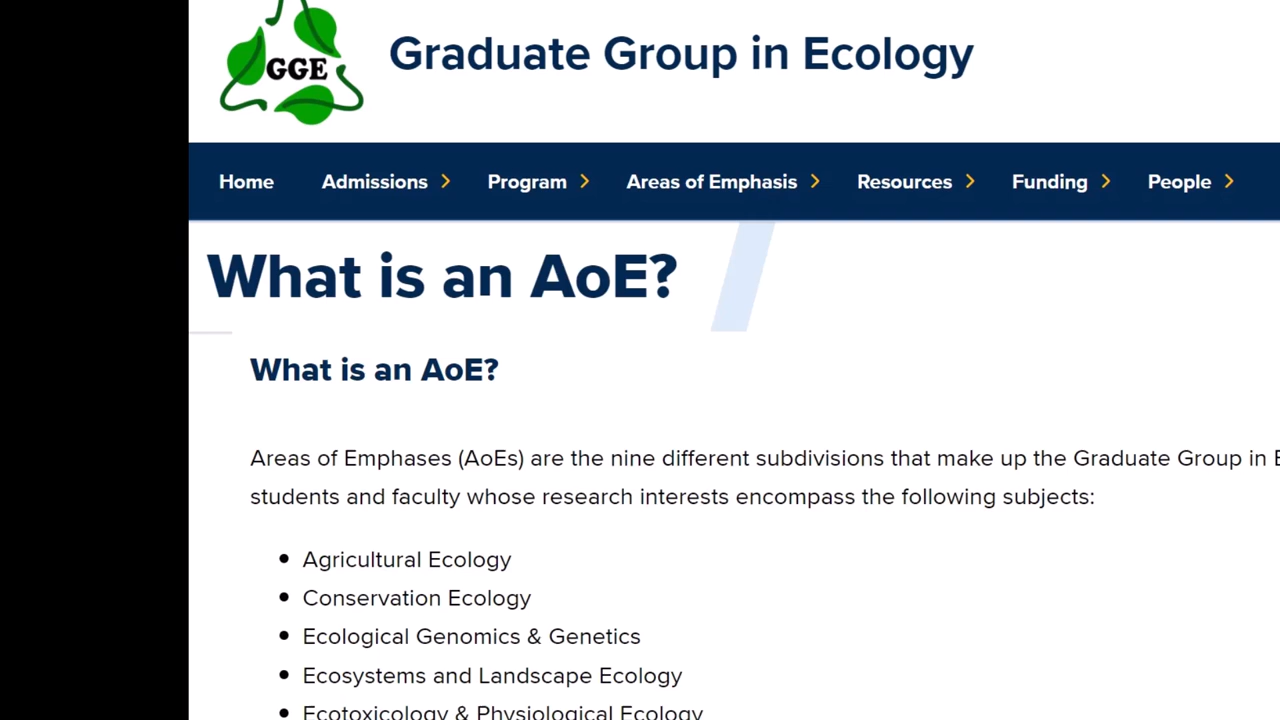 GGE
Graduate Group in Ecology
Home Admissions Program Areas of Emphasis Resources Funding People
What is an AoE?
What is an AoE?
Areas of Emphases (AoEs) are the nine different subdivisions that make up the Graduate Group in
students and faculty whose research interests encompass the following subjects:
Agricultural Ecology
Conservation Ecology
Ecological Genomics & Genetics
Ecosystems and Landscape Ecology
Ecotoxicology & Physiological Ecology